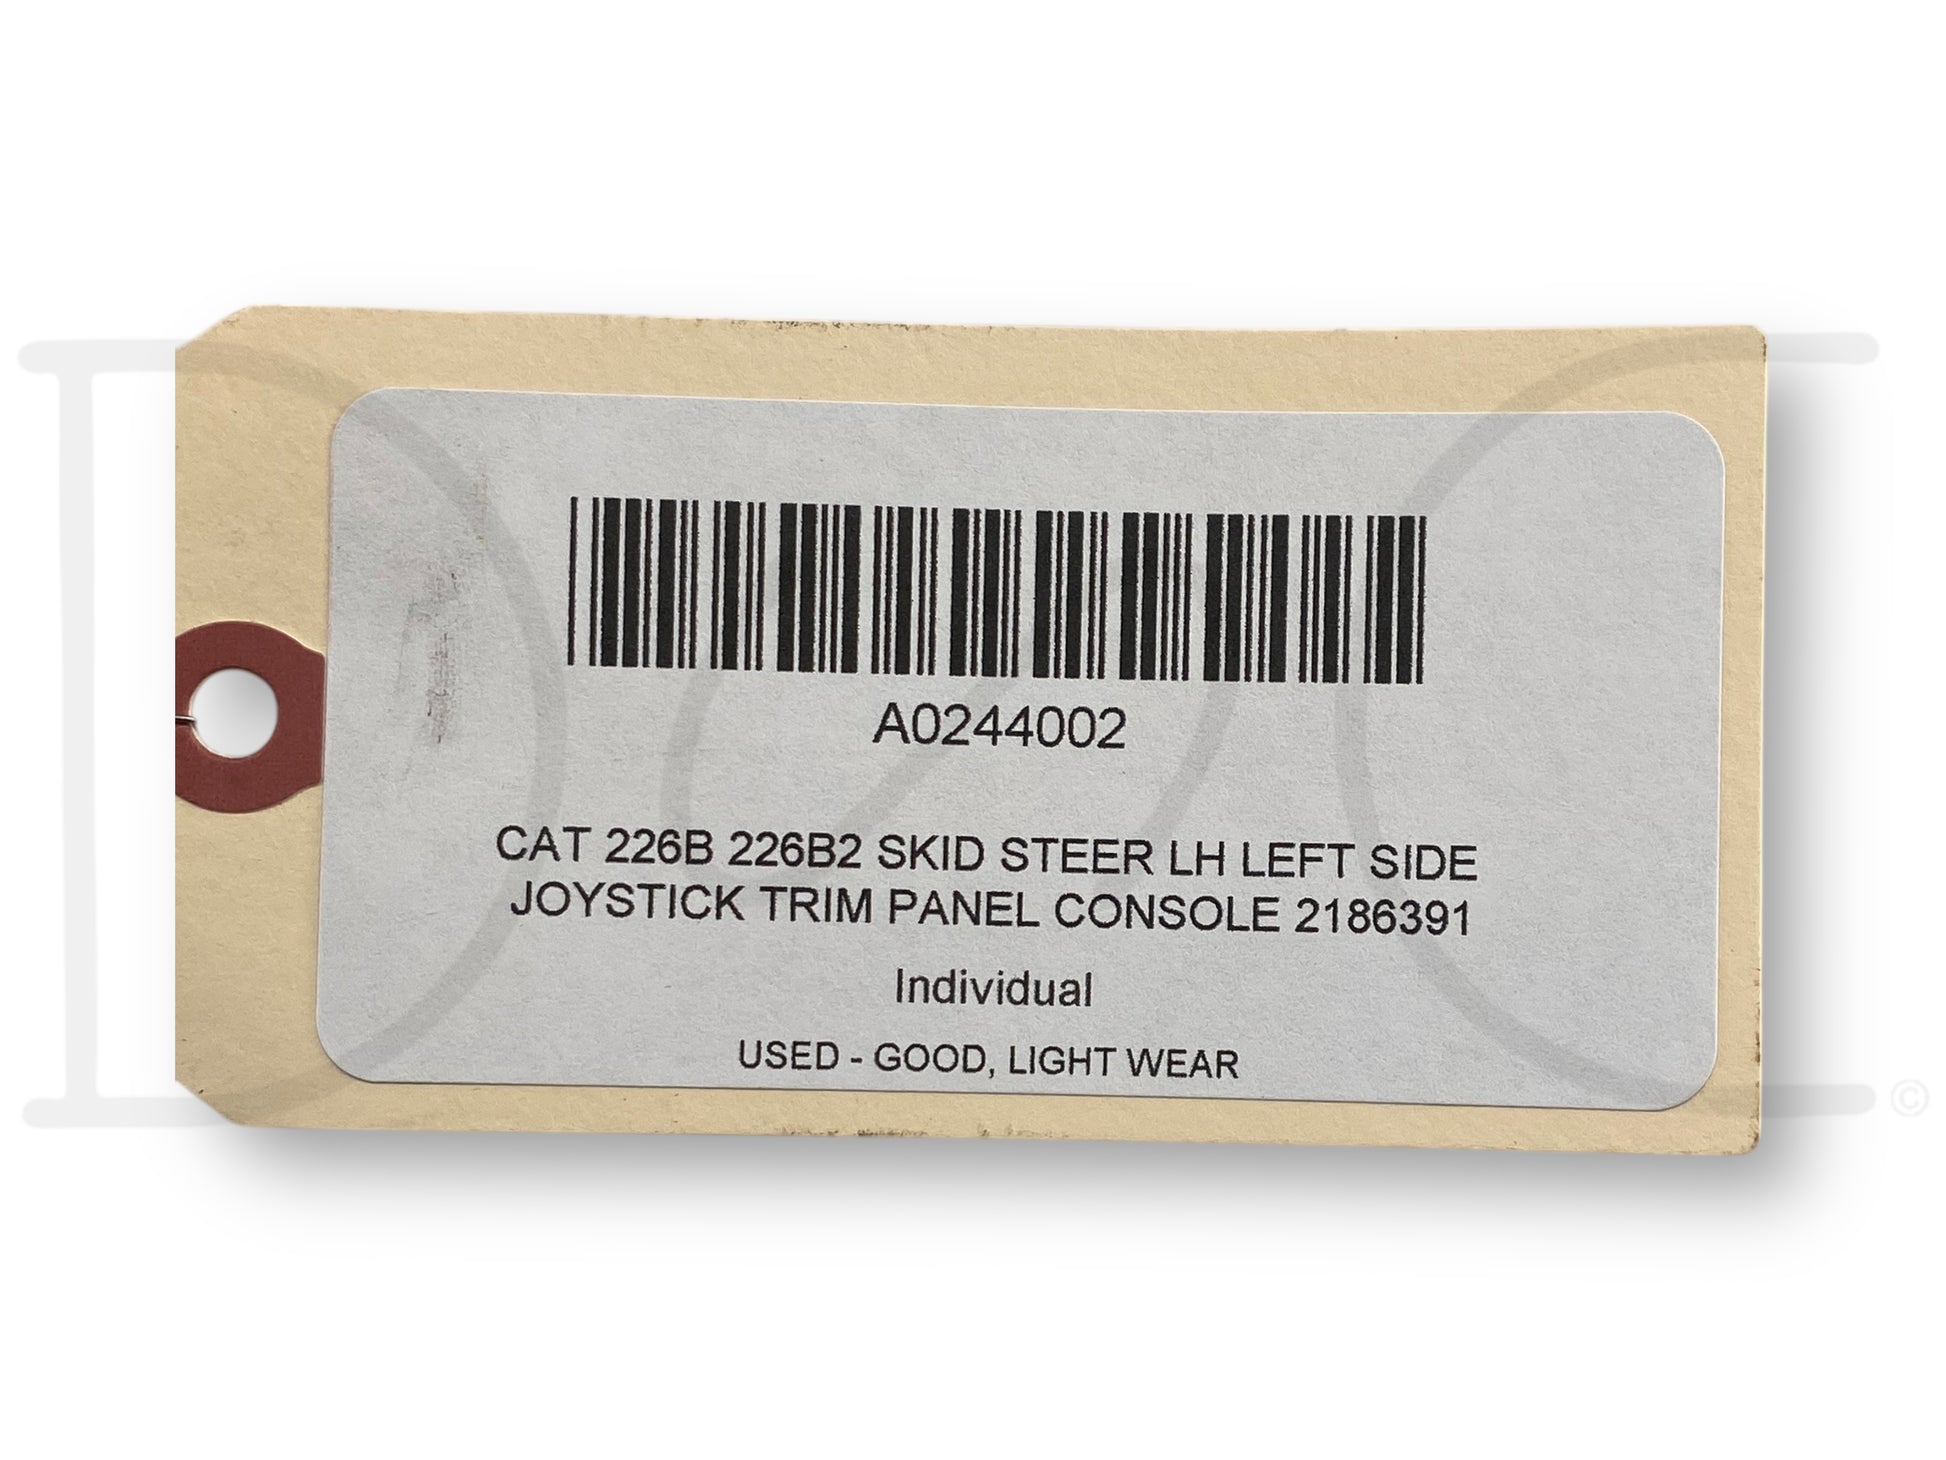 A0244002
CAT 226B 226B2 SKID STEER LH LEFT SIDE
JOYSTICK TRIM PANEL CONSOLE 2186391
Individual
USED - GOOD, LIGHT WEAR
©